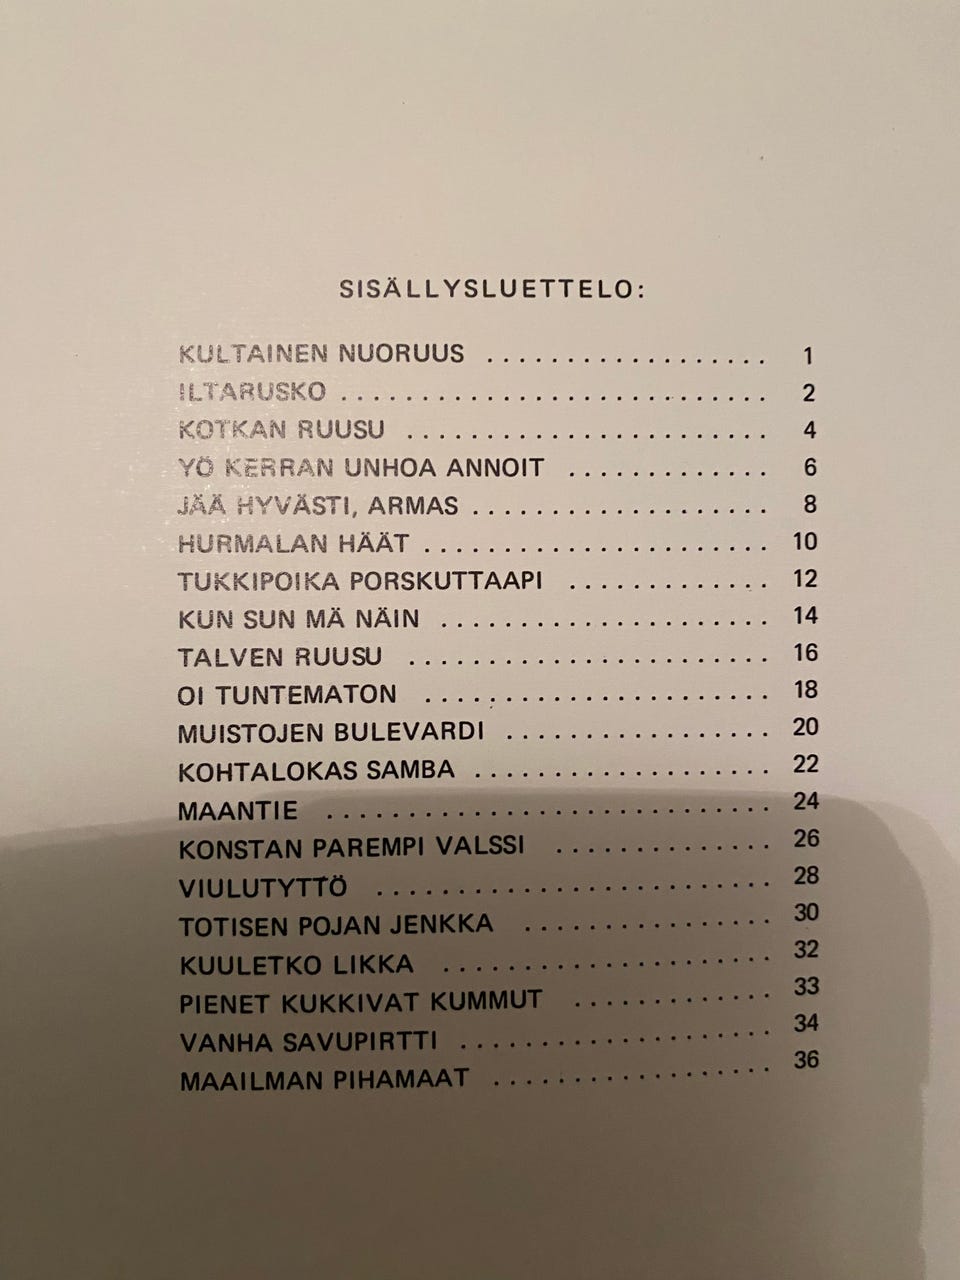 SISÄLLYSLUETTELO:
KULTAINEN NUORUUS .................. 1
ILTARUSKO ........................... 2
KOTKAN RUUSU ....................... 4
YÖ KERRAN UNHOA ANNOIT ............. 6
JÄÄ HYVÄSTI, ARMAS ................... 8
HURMALAN HÄÄT ...................... 10
TUKKIPOIKA PORSKUTTAAPI ............. 12
KUN SUN MÄ NÄIN ..................... 14
TALVEN RUUSU ....................... 16
OI TUNTEMATON ...................... 18
MUISTOJEN BULEVARDI ................. 20
KOHTALOKAS SAMBA ................... 22
MAANTIE ............................ 24
KONSTAN PAREMPI VALSSI .............. 26
VIULUTYTTÖ ......................... 28
TOTISEN POJAN JENKKA ................ 30
KUULETKO LIKKA ..................... 32
PIENET KUKKIVAT KUMMUT ............. 33
VANHA SAVUPIRTTI .................... 34
MAAILMAN PIHAMAAT .................. 36